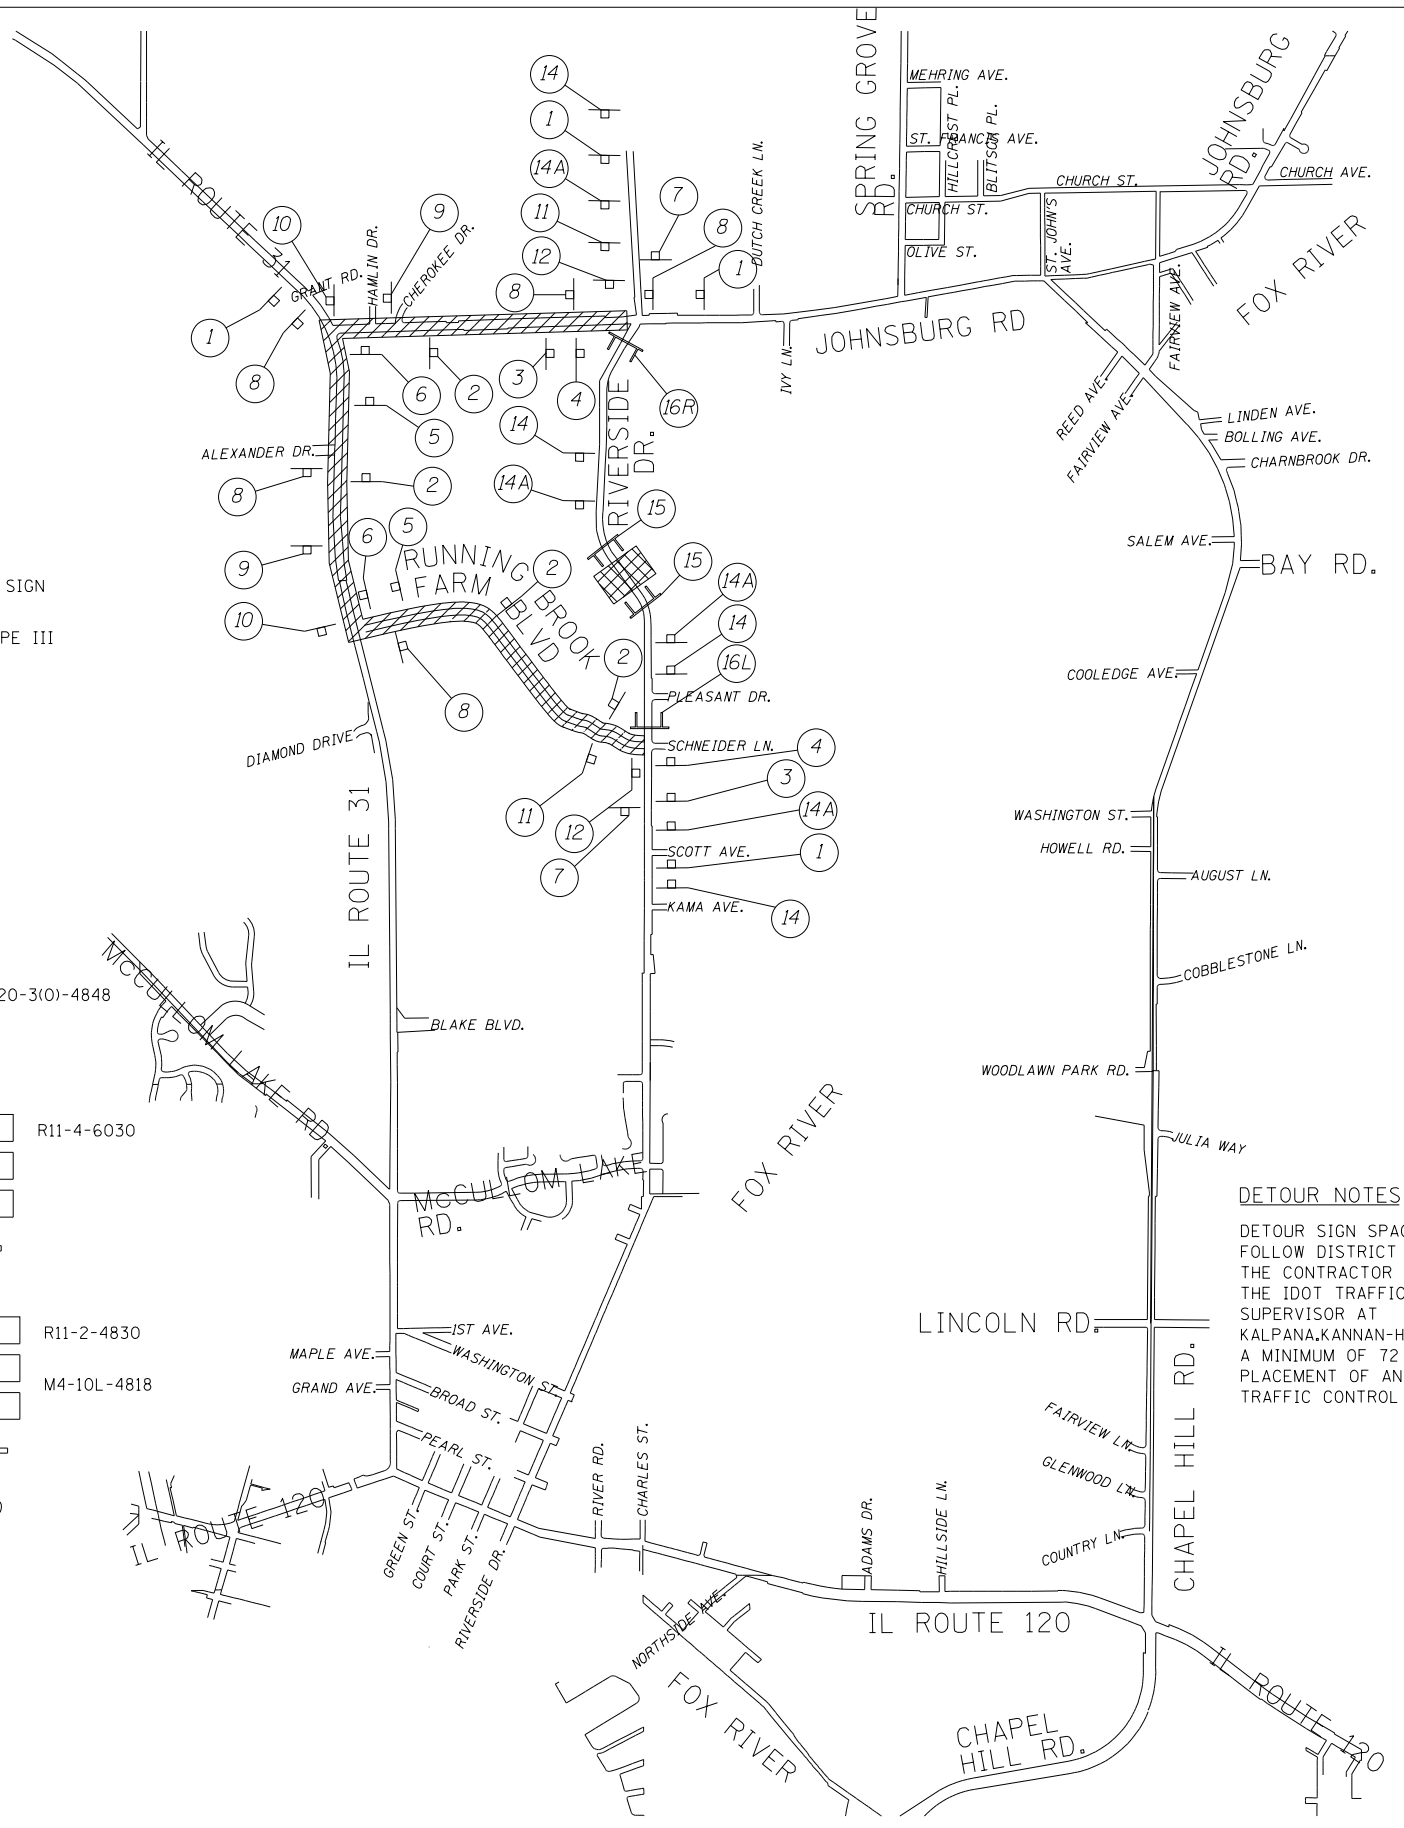 14
SPRING GROVE
RD.
JOHNSBURG
RD.
MEHRING AVE.
1
HILLCREST PL.
BLITSCH PL.
ST. FRANCIS AVE.
14A
DUTCH CREEK LN.
CHURCH ST.
CHURCH AVE.
7
IL ROUTE 31
10
9
11
8
CHURCH ST.
ST. JOHN'S
AVE.
FOX RIVER
HAMLIN DR.
CHEROKEE DR.
12
1
OLIVE ST.
GRANT RD.
8
FAIRVIEW AVE.
1
JOHNSBURG RD
IVY LN.
8
6
2
3
4
16R
REED AVE.
FAIRVIEW AVE.
RIVERSIDE
DR.
LINDEN AVE.
14
5
BOLLING AVE.
ALEXANDER DR.
CHARNBROOK DR.
8
2
14A
15
5
6
SALEM AVE.
9
RUNNING BROOK
FARM BLVD
2
15
BAY RD.
SIGN
14A
10
14
PE III
2
16L
COOLEDGE AVE.
8
PLEASANT DR.
DIAMOND DRIVE
SCHNEIDER LN.
4
3
IL ROUTE 31
11
14A
WASHINGTON ST.
12
HOWELL RD.
SCOTT AVE.
1
7
AUGUST LN.
KAMA AVE.
14
McCULLOM LAKE RD
COBBLESTONE LN.
20-3(O)-4848
BLAKE BLVD.
WOODLAWN PARK RD.
R11-4-6030
FOX RIVER
JULIA WAY
McCULLOM LAKE
RD.
DETOUR NOTES
DETOUR SIGN SPAC
FOLLOW DISTRICT
THE CONTRACTOR
THE IDOT TRAFFIC
SUPERVISOR AT
KALPANA.KANNAN-H
A MINIMUM OF 72
PLACEMENT OF AN
TRAFFIC CONTROL
R11-2-4830
1ST AVE.
LINCOLN RD.
MAPLE AVE.
WASHINGTON ST.
M4-10L-4818
GRAND AVE.
BROAD ST.
CHAPEL HILL RD.
FAIRVIEW LN.
PEARL ST.
RIVER RD.
CHARLES ST.
GLENWOOD LN.
IL ROUTE 120
GREEN ST.
COURT ST.
PARK ST.
RIVERSIDE DR.
ADAMS DR.
HILLSIDE LN.
COUNTRY LN.
IL ROUTE 120
NORTHSIDE AVE.
IL ROUTE 120
FOX RIVER
CHAPEL
HILL RD.